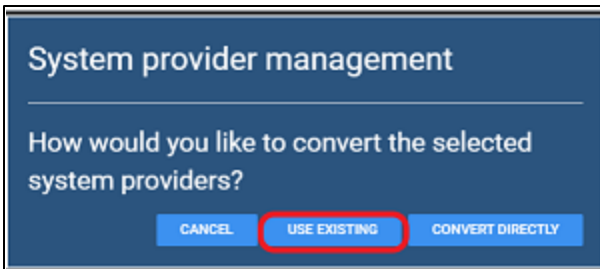 System provider management
How would you like to convert the selected
system providers?
CANCEL USE EXISTING CONVERT DIRECTLY